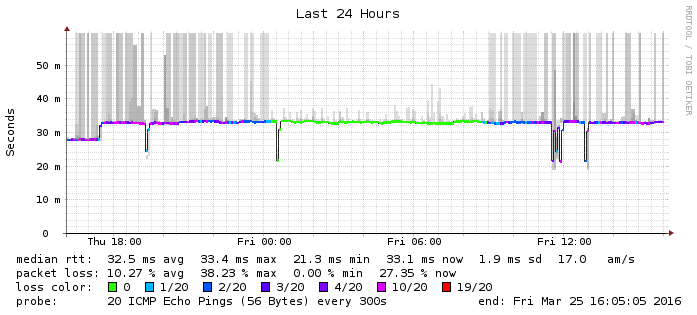 Last 24 Hours
RRDTOOL / TOBI OETIKER
Seconds
50 m
40 m
30 m
20 m
10 m
0
Thu 18:00 Fri 00:00 Fri 06:00 Fri 12:00
median rtt: 32.5 ms avg 33.4 ms max 21.3 ms min 33.1 ms now 1.9 ms sd 17.0 am/s
packet loss: 10.27 % avg 38.23 % max 0.00 % min 27.35 % now
loss color: 0 1/20 2/20 3/20 4/20 10/20 19/20
probe: 20 ICMP Echo Pings (56 Bytes) every 300s end: Fri Mar 25 16:05:05 2016